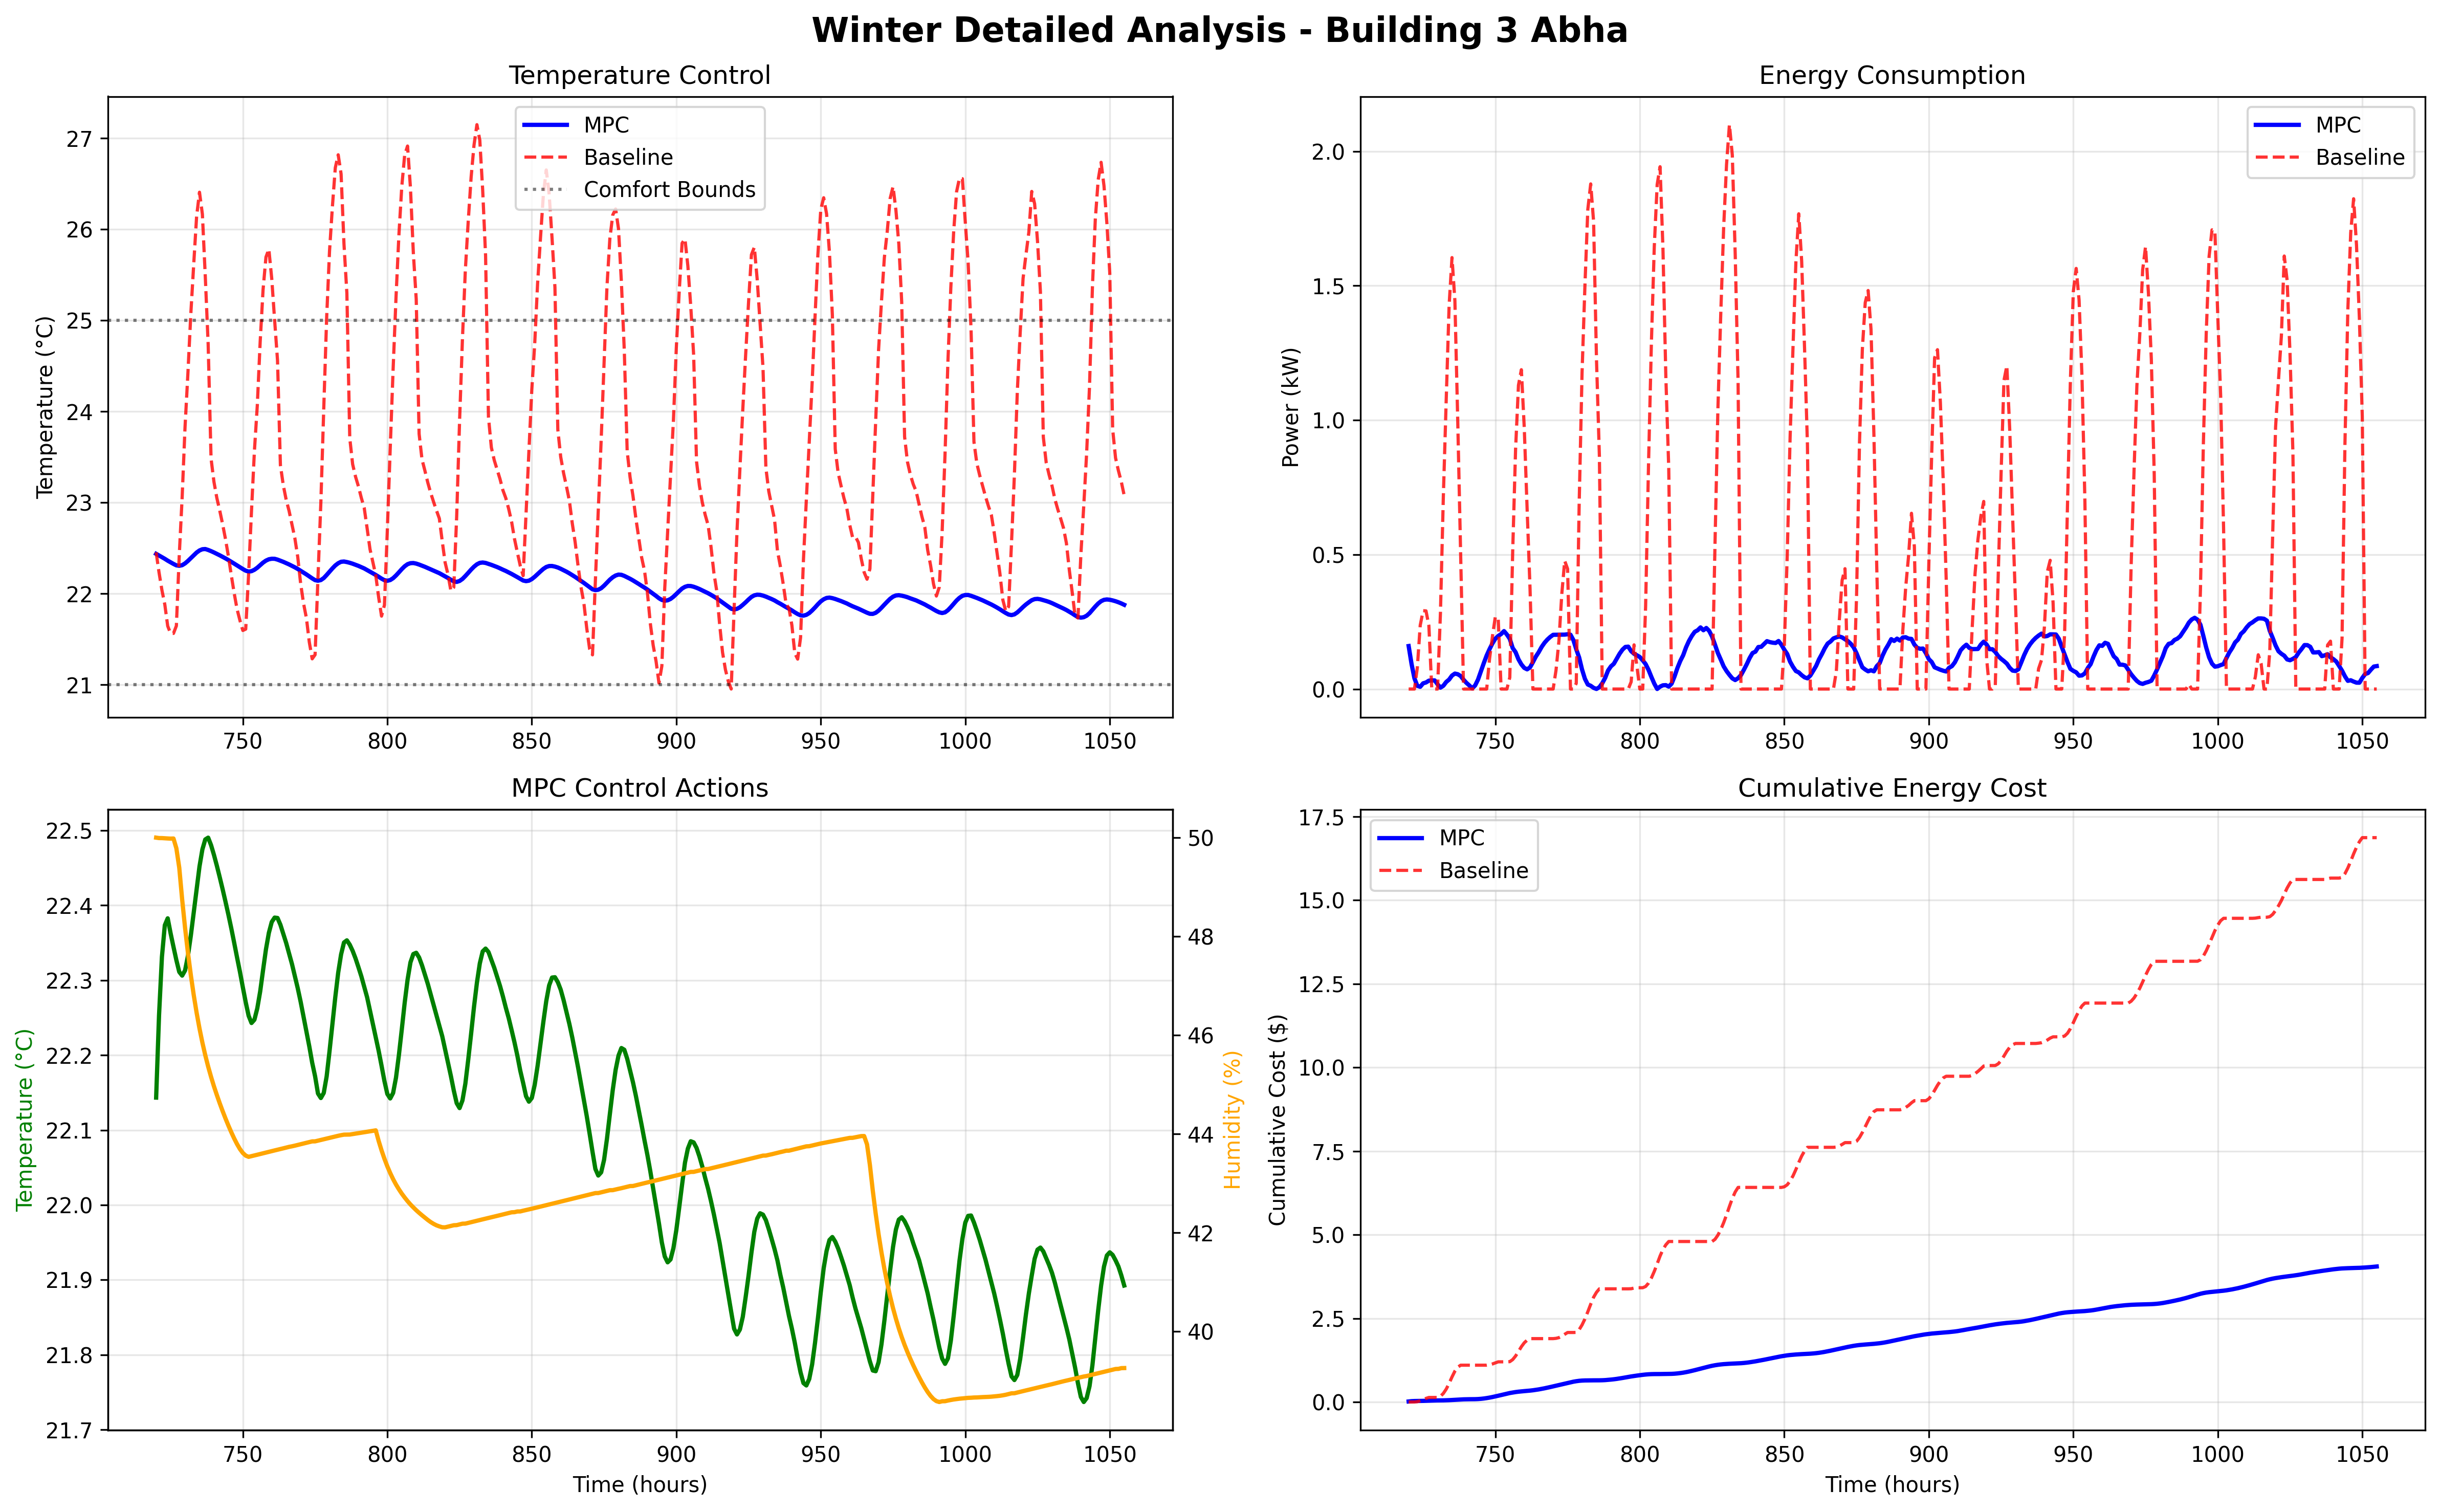 Winter Detailed Analysis - Building 3 Abha
Temperature Control
MPC
Baseline
Comfort Bounds
Temperature (°C)
27
26
25
24
23
22
21
750 800 850 900 950 1000 1050
Energy Consumption
MPC
Baseline
Power (kW)
2.0
1.5
1.0
0.5
0.0
750 800 850 900 950 1000 1050
MPC Control Actions
Temperature (°C)
22.5
22.4
22.3
22.2
22.1
22.0
21.9
21.8
21.7
50
48
46
44
42
40
Humidity (%)
750 800 850 900 950 1000 1050
Time (hours)
Cumulative Energy Cost
MPC
Baseline
Cumulative Cost ($)
17.5
15.0
12.5
10.0
7.5
5.0
2.5
0.0
750 800 850 900 950 1000 1050
Time (hours)